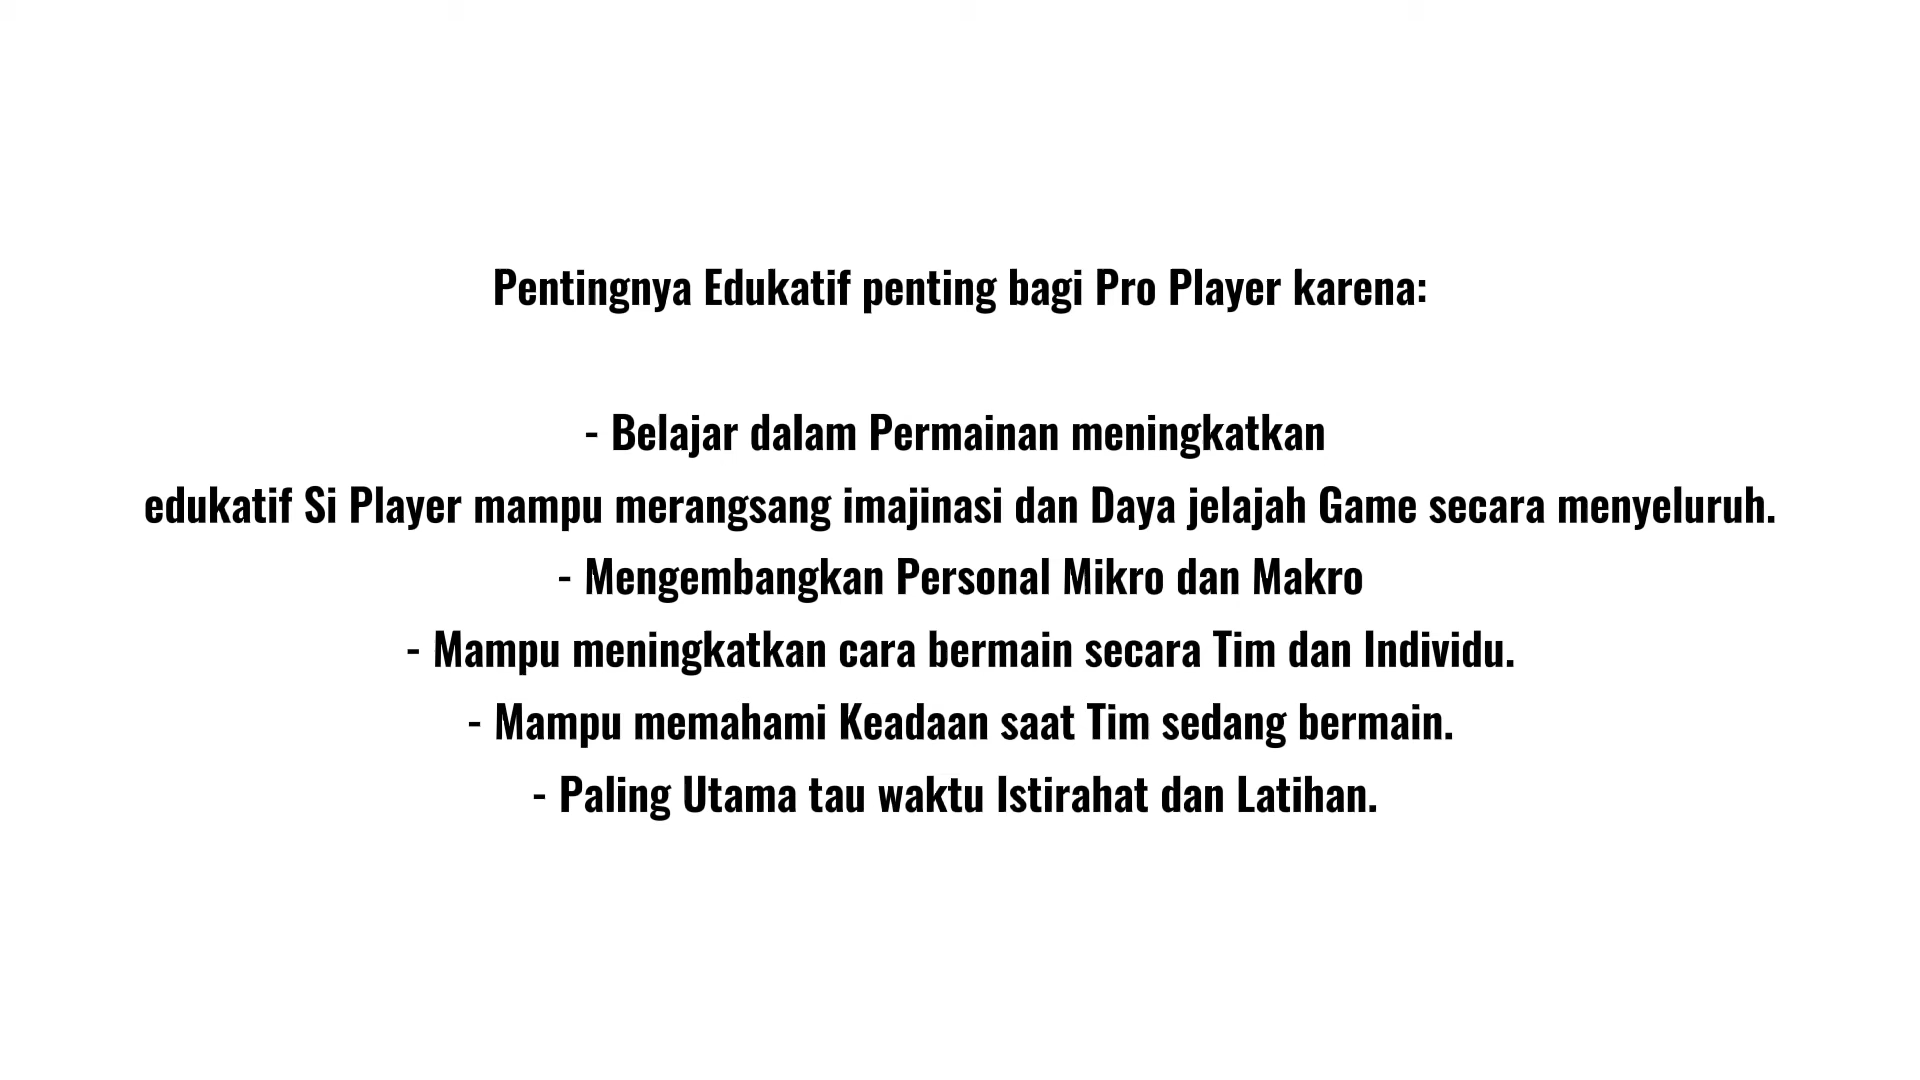 Pentingnya Edukatif penting bagi Pro Player karena:
- Belajar dalam Permainan meningkatkan
edukatif Si Player mampu merangsang imajinasi dan Daya jelajah Game secara menyeluruh.
- Mengembangkan Personal Mikro dan Makro
- Mampu meningkatkan cara bermain secara Tim dan Individu.
- Mampu memahami Keadaan saat Tim sedang bermain.
- Paling Utama tau waktu Istirahat dan Latihan.